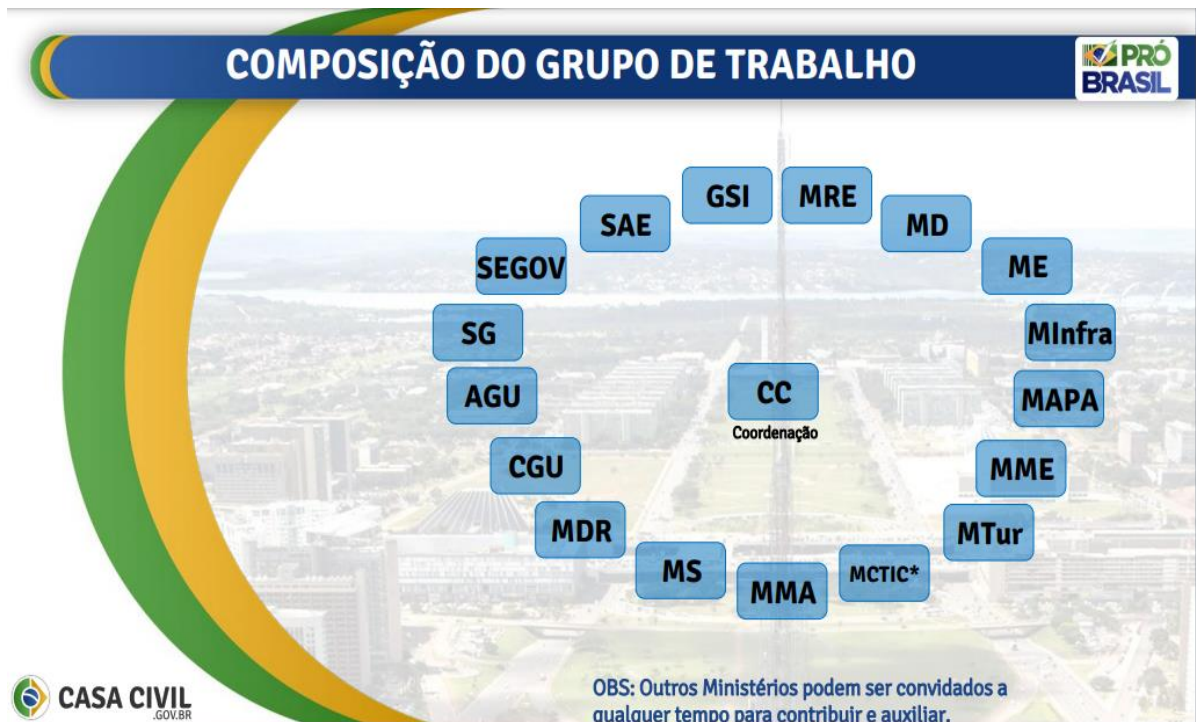 COMPOSIÇÃO DO GRUPO DE TRABALHO
PRÓ
BRASIL
GSI
MRE
SAE
MD
SEGOV
ME
SG
MInfra
AGU
CC
Coordenação
MAPA
CGU
MME
MDR
MTur
MS
MMA
MCTIC*
OBS: Outros Ministérios podem ser convidados a
qualquer tempo para contribuir e auxiliar.
CASA CIVIL
.GOV.BR